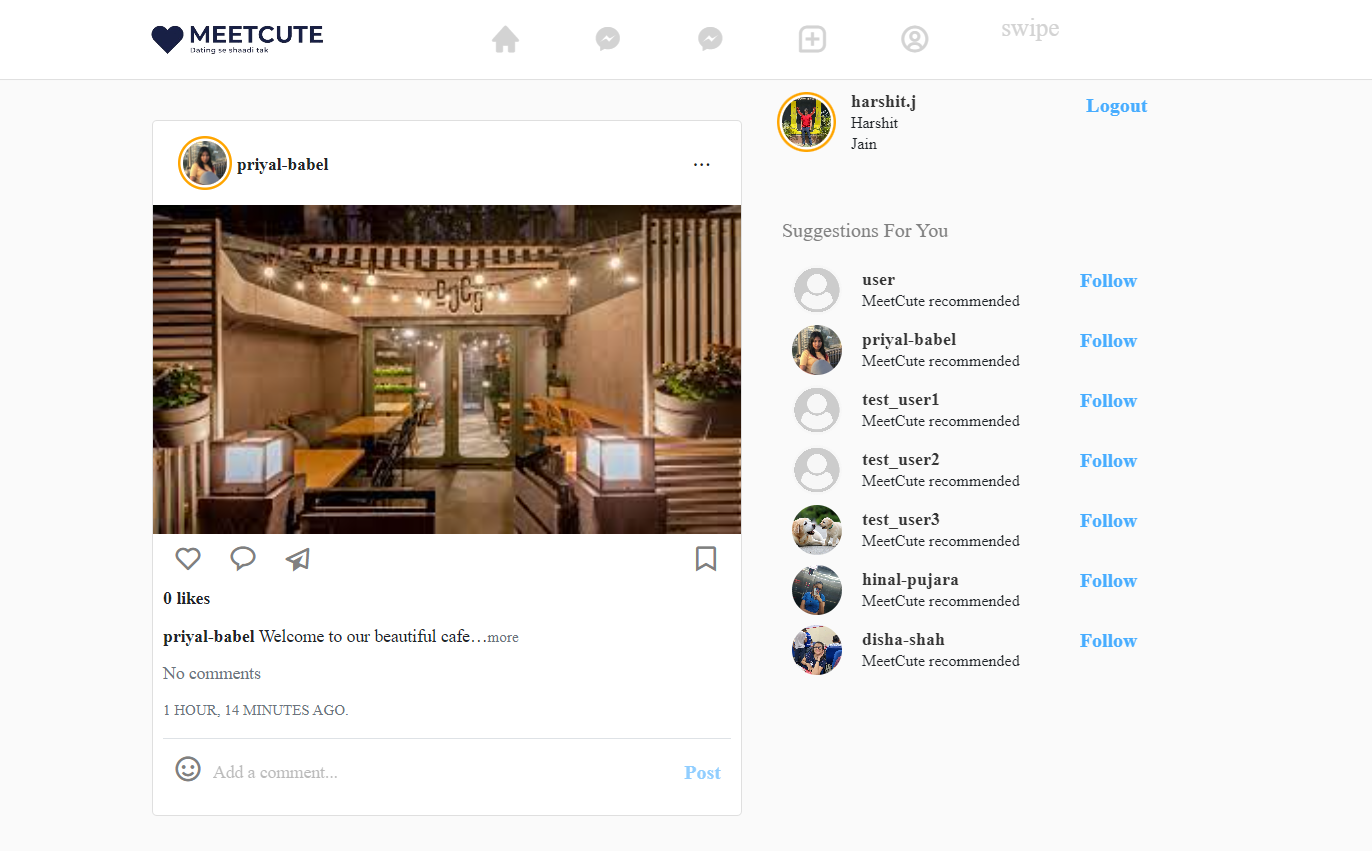 MEETCUTE
Dating se shaadi tak
swipe
harshit.j
Harshit
Jain
Logout
priyal-babel
...
0 likes
priyal-babel Welcome to our beautiful cafe…more
No comments
1 HOUR, 14 MINUTES AGO.
Add a comment...
Post
Suggestions For You
user
MeetCute recommended
Follow
priyal-babel
MeetCute recommended
Follow
test_user1
MeetCute recommended
Follow
test_user2
MeetCute recommended
Follow
test_user3
MeetCute recommended
Follow
hinal-pujara
MeetCute recommended
Follow
disha-shah
MeetCute recommended
Follow